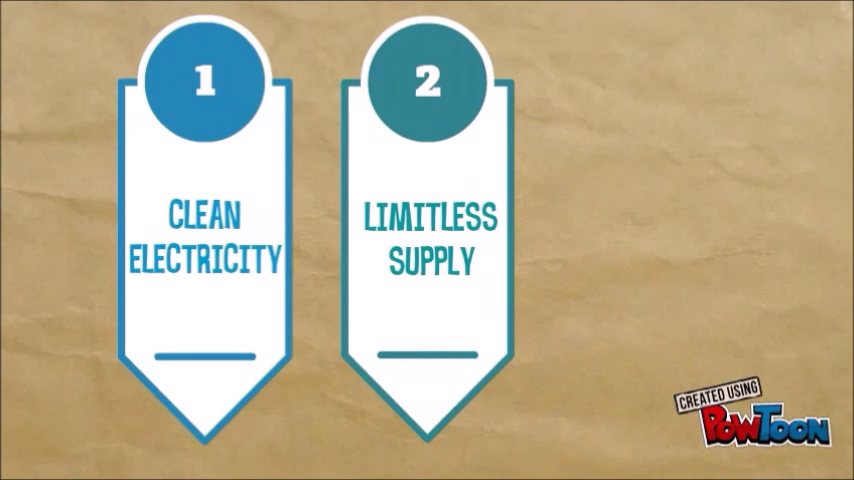 1
CLEAN
ELECTRICITY
2
LIMITLESS
SUPPLY
CREATED USING
POWTOON